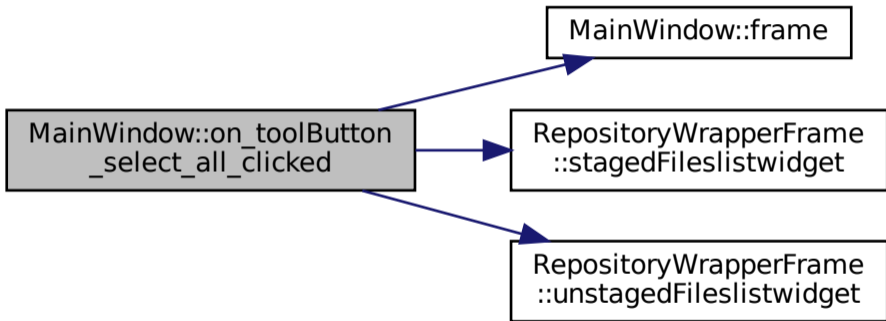 MainWindow::frame
MainWindow::on_toolButton
_select_all_clicked
RepositoryWrapperFrame
::stagedFileslistwidget
RepositoryWrapperFrame
::unstagedFileslistwidget